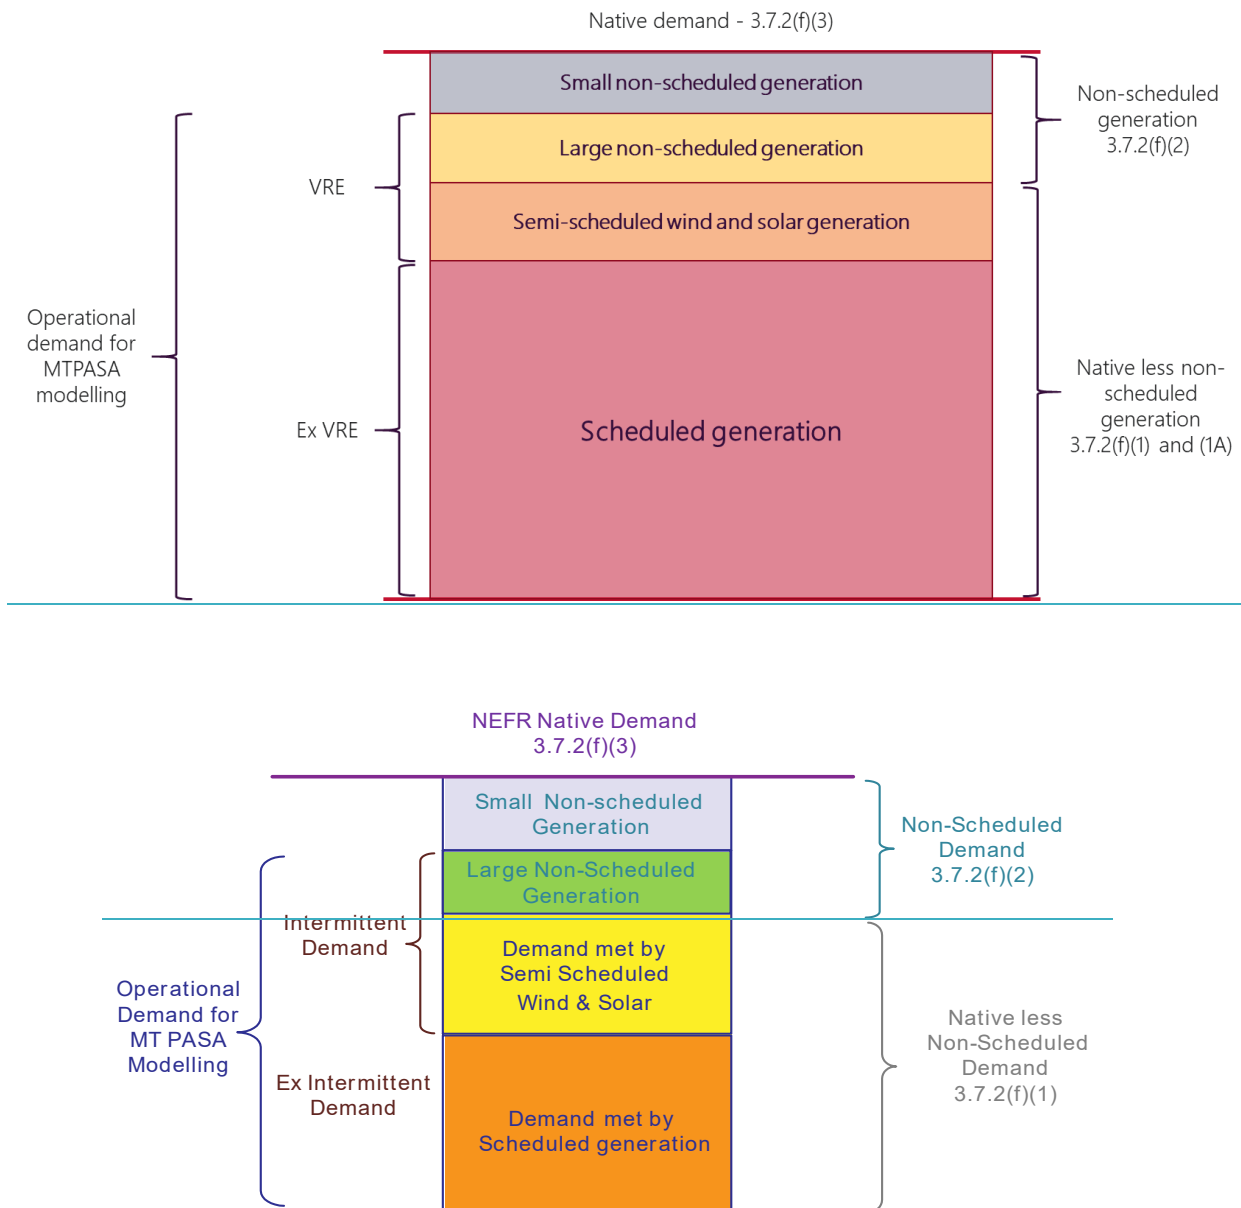 Native demand - 3.7.2(f)(3)
Small non-scheduled generation
Non-scheduled
generation
3.7.2(f)(2)
Large non-scheduled generation
VRE
Semi-scheduled wind and solar generation
Operational
demand for
MTPASA
modelling
Native less non-
scheduled
generation
3.7.2(f)(1) and (1A)
Ex VRE
Scheduled generation
NEFR Native Demand
3.7.2(f)(3)
Small Non-scheduled
Generation
Non-Scheduled
Demand
3.7.2(f)(2)
Large Non-Scheduled
Generation
Intermittent
Demand
Demand met by
Semi Scheduled
Wind & Solar
Operational
Demand for
MT PASA
Modelling
Native less
Non-Scheduled
Demand
3.7.2(f)(1)
Ex Intermittent
Demand
Demand met by
Scheduled generation